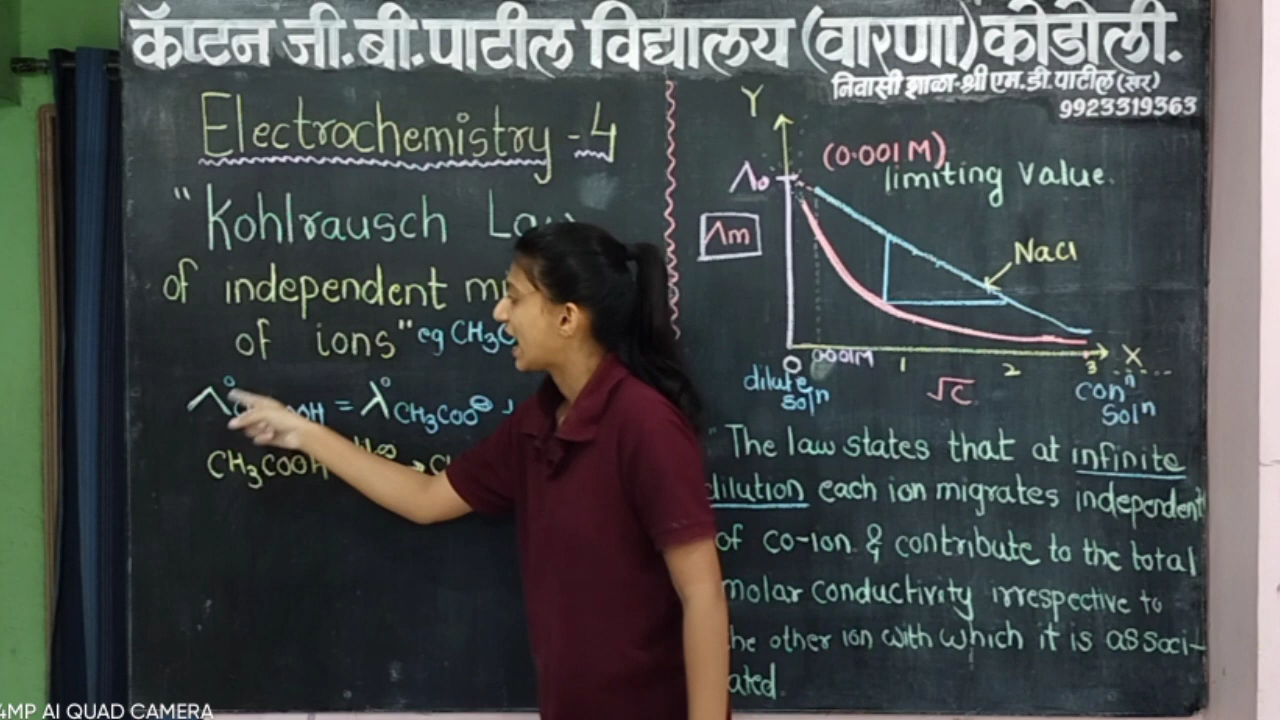 कॅप्टन जी.बी.पाटील विद्यालय (वारणा) कोडोली.
निवासी शाळा-श्री एम.डी.पाटील (सर)
9923319363
Electrochemistry - 4
"Kohlrausch
of independent
of ions" eg CH₃
Λ° = λ°CH₃COO⊖
CH₃COOH
Y
(0.001 M)
Λ₀
limiting value.
Λm
NaCl
0 0.001M 1 2 3 X
dilute soln
√C
conⁿ soln
The law states that at infinite
dilution each ion migrates independent
of co-ion & contribute to the total
molar conductivity irrespective to
the other ion with which it is associ-
ated.
4MP AI QUAD CAMERA